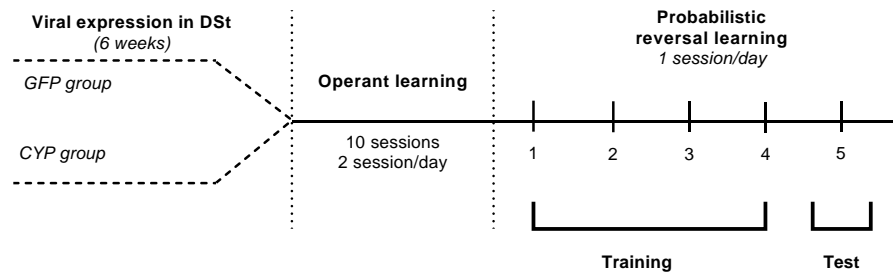 Viral expression in DSt
(6 weeks)
GFP group
CYP group
Operant learning
10 sessions
2 session/day
Probabilistic
reversal learning
1 session/day
1 2 3 4 5
Training Test